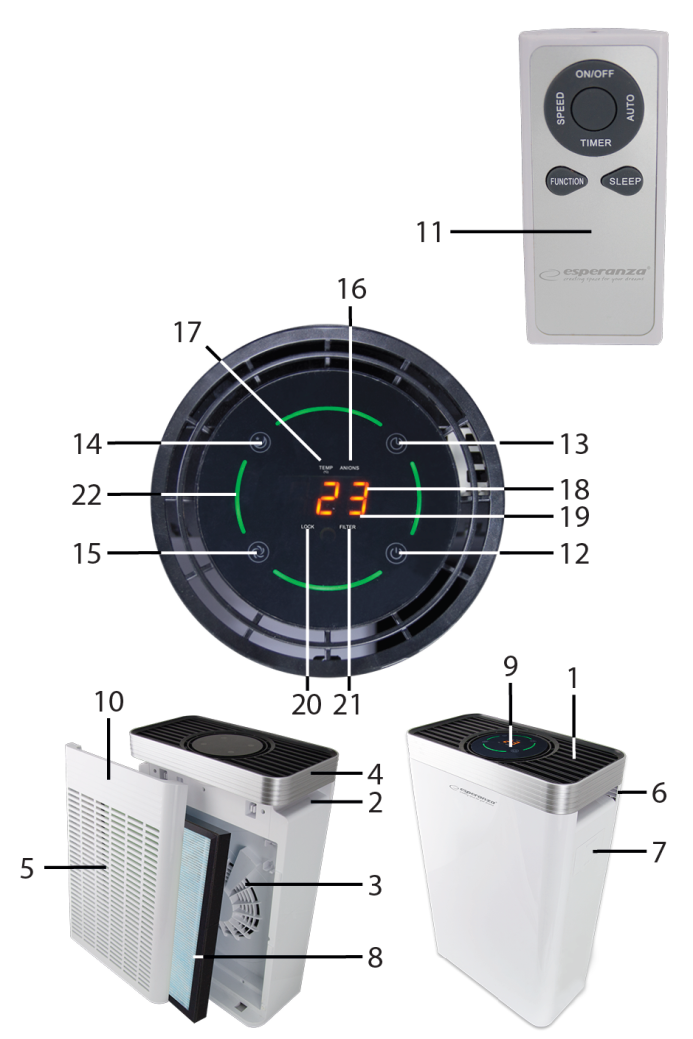 ON/OFF
SPEED
AUTO
TIMER
FUNCTION
SLEEP
11
esperanza®
16
17
14
13
TEMP
ANIONS
22
23
18
19
LOCK
FILTER
15
12
20
21
10
9
1
4
2
6
esperanza
7
5
3
8